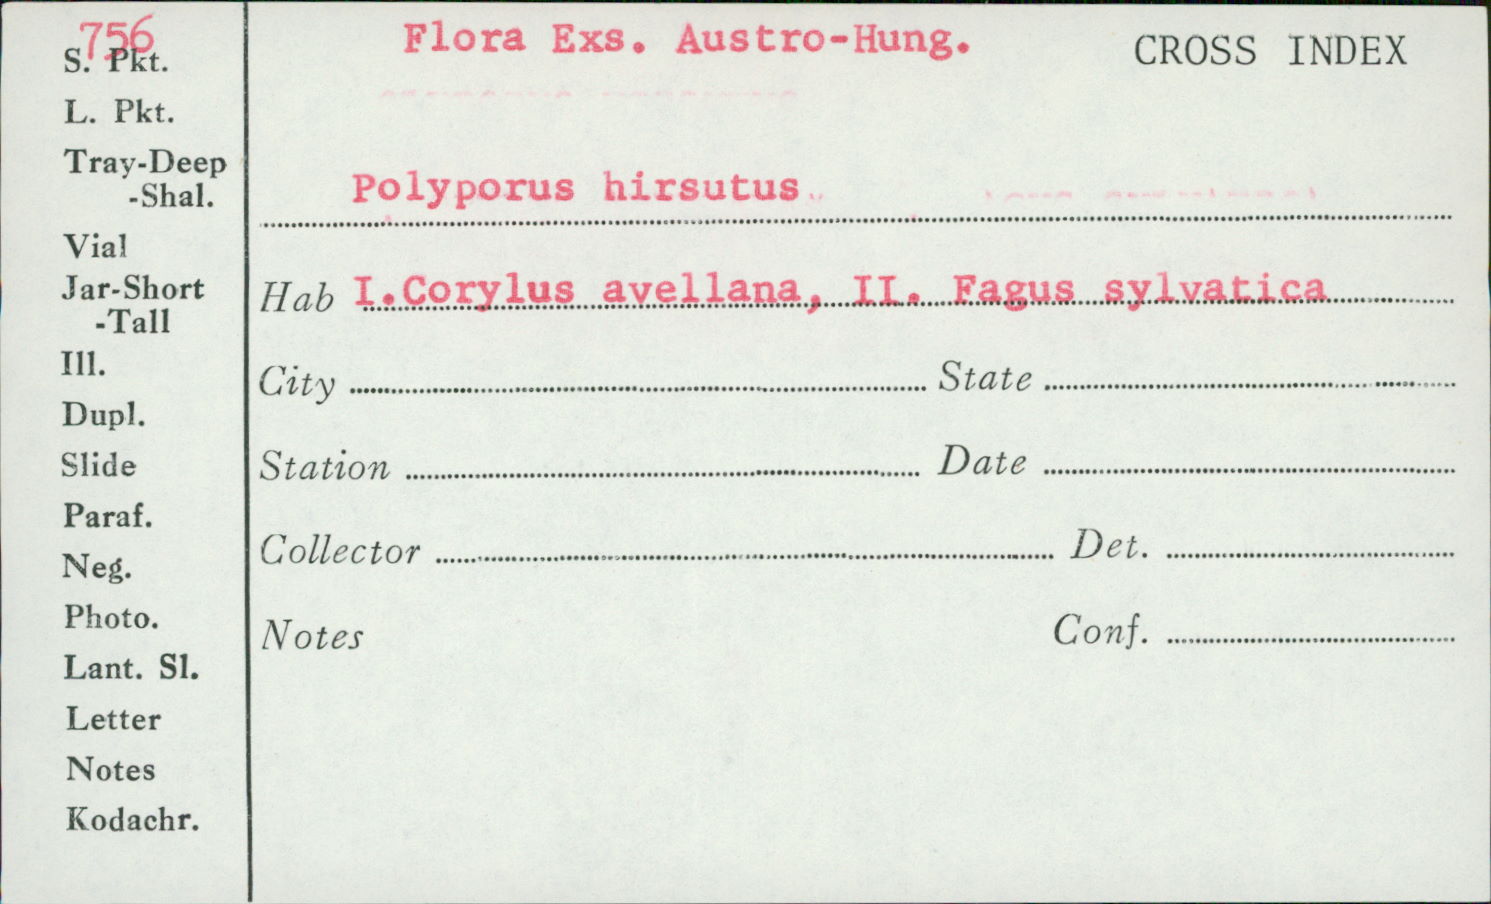 756
Flora Exs. Austro-Hung.
CROSS INDEX
S. Pkt.
L. Pkt.
Tray-Deep
-Shal.
Vial
Jar-Short
-Tall
Ill.
Dupl.
Slide
Paraf.
Neg.
Photo.
Lant. Sl.
Letter
Notes
Kodachr.
Polyporus hirsutus
Hab I.Corylus avellana, II. Fagus sylvatica
City State
Station Date
Collector Det.
Notes Conf.